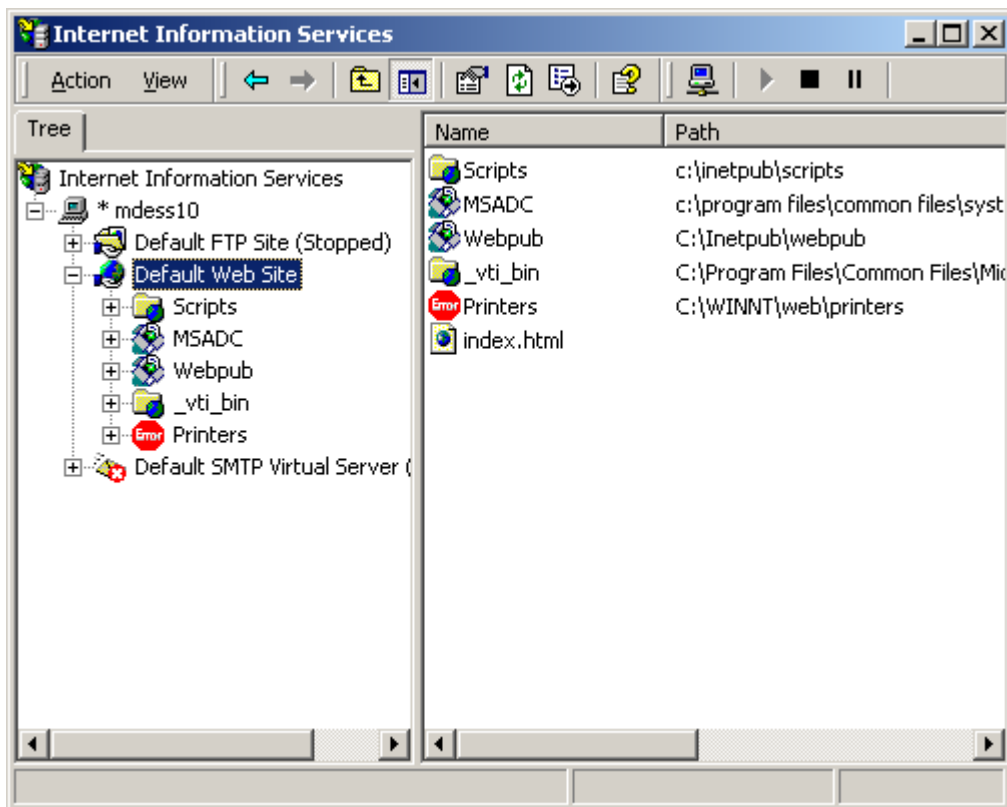 Internet Information Services
Action View
Tree
Internet Information Services
* mdess10
Default FTP Site (Stopped)
Default Web Site
Scripts
MSADC
Webpub
_vti_bin
Error Printers
Default SMTP Virtual Server (
Name Path
Scripts c:\inetpub\scripts
MSADC c:\program files\common files\syst
Webpub C:\Inetpub\webpub
_vti_bin C:\Program Files\Common Files\Mic
Error Printers C:\WINNT\web\printers
index.html